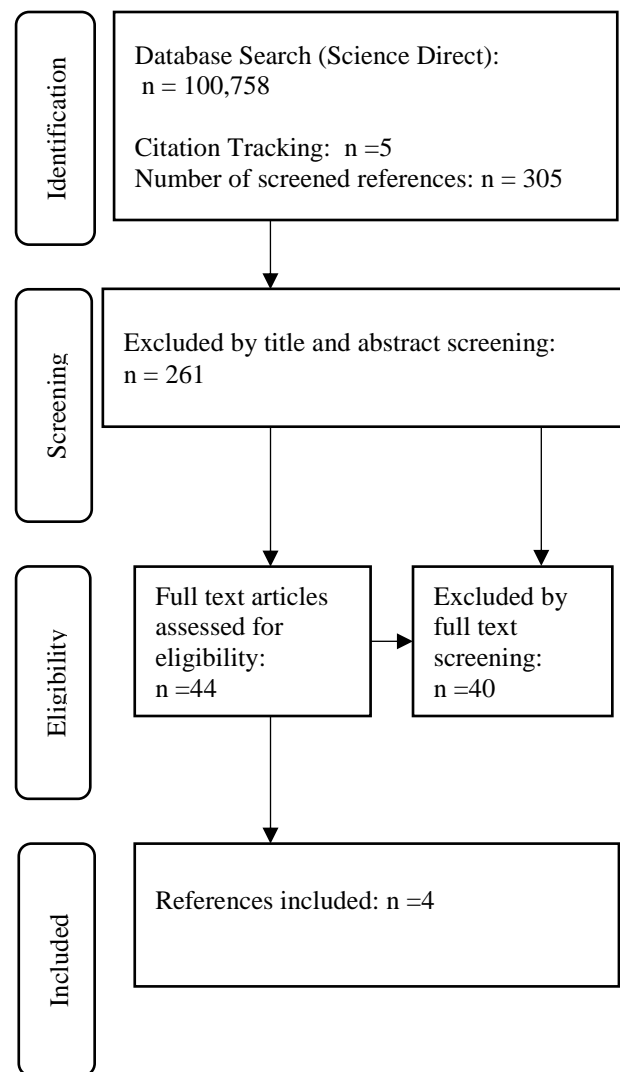 Identification
Database Search (Science Direct):
n = 100,758
Citation Tracking:  n =5
Number of screened references: n = 305
Screening
Excluded by title and abstract screening:
n = 261
Eligibility
Full text articles
assessed for
eligibility:
n =44
Excluded by
full text
screening:
n =40
Included
References included: n =4